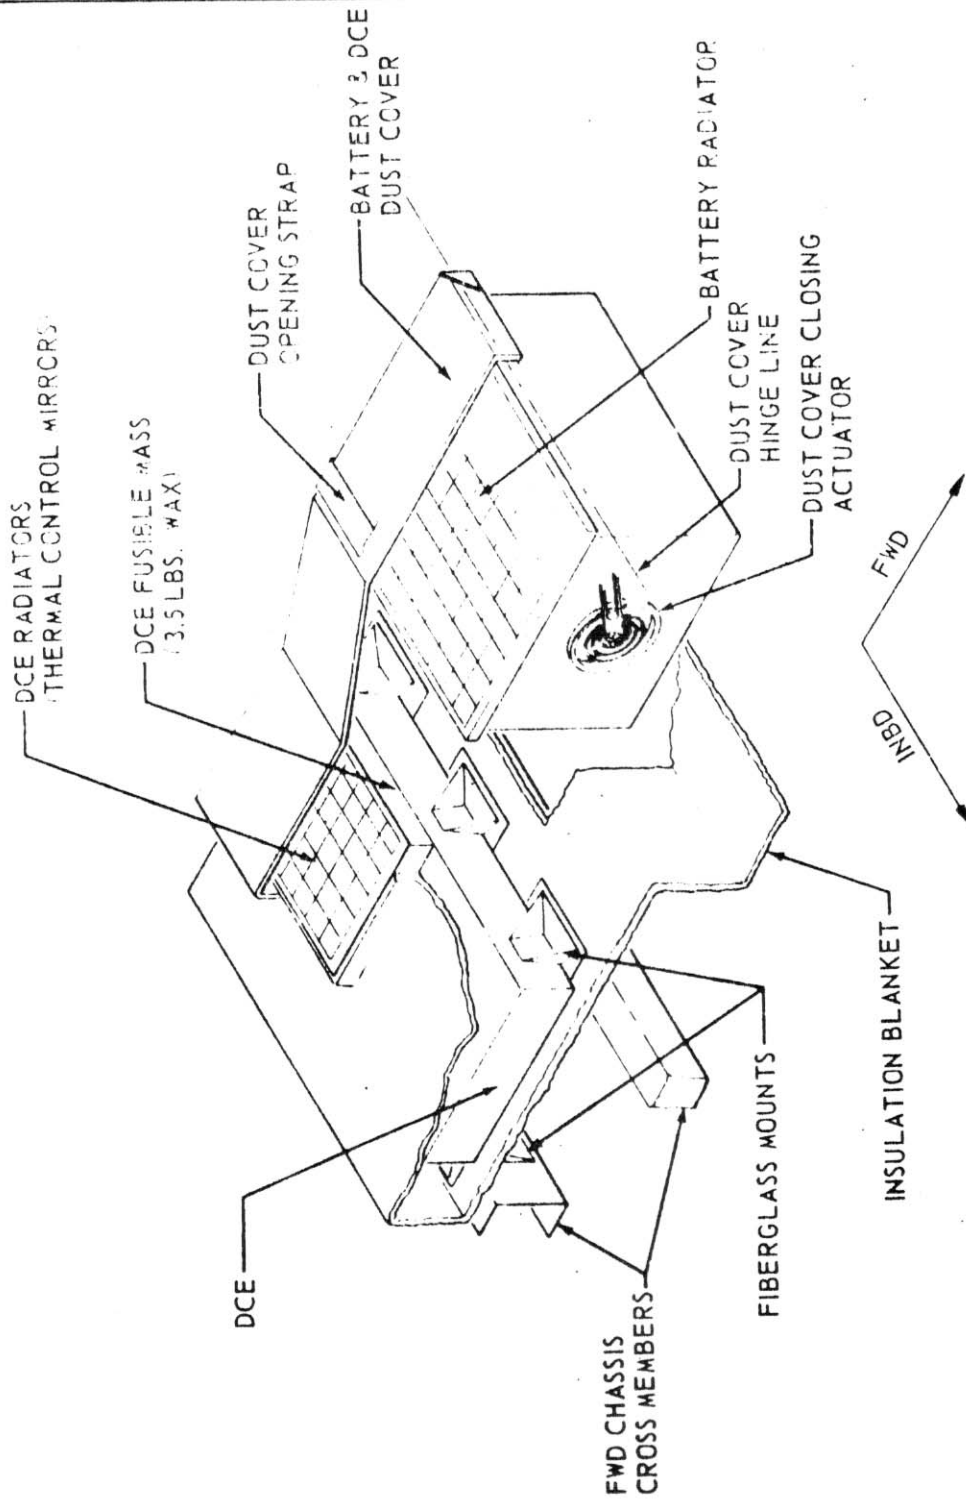 DCE RADIATORS
(THERMAL CONTROL MIRRORS)
DCE FUSIBLE MASS
(3.5 LBS. WAX)
DUST COVER
OPENING STRAP
BATTERY & DCE
DUST COVER
BATTERY RADIATOR
DUST COVER
HINGE LINE
DUST COVER CLOSING
ACTUATOR
FWD
INBD
INSULATION BLANKET
FIBERGLASS MOUNTS
FWD CHASSIS
CROSS MEMBERS
DCE